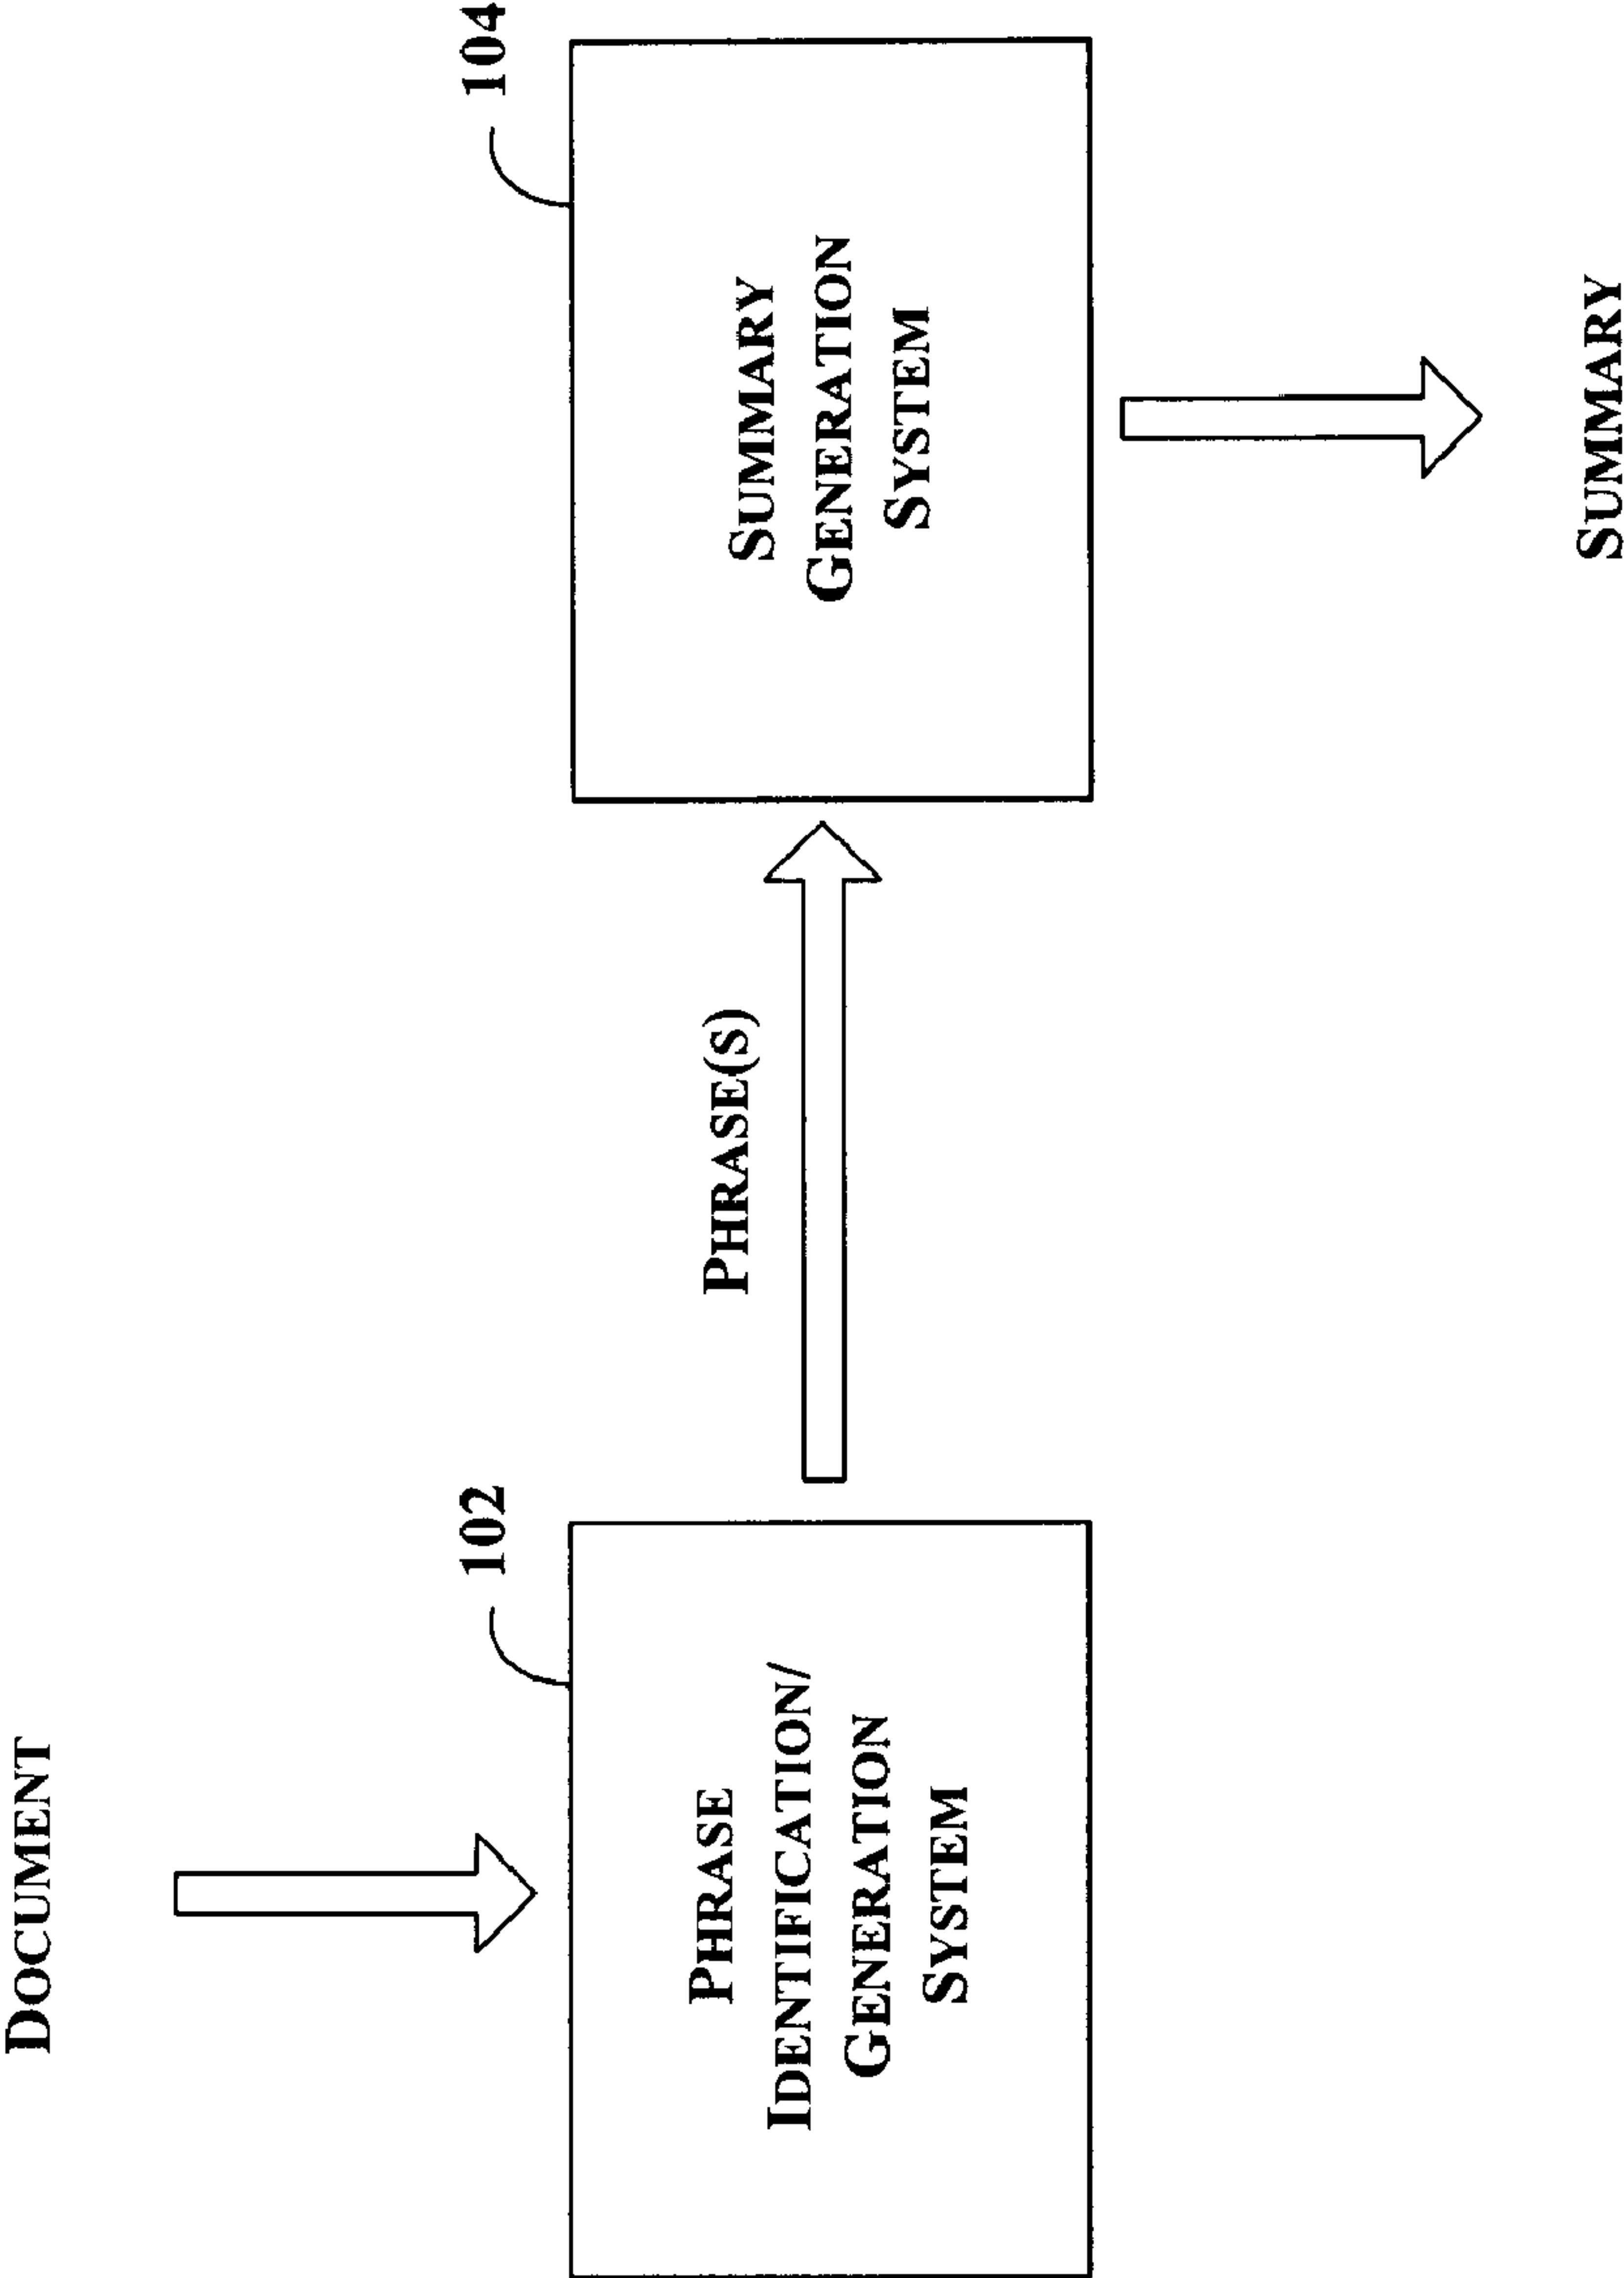 DOCUMENT
102
PHRASE
IDENTIFICATION/
GENERATION
SYSTEM
PHRASE(S)
104
SUMMARY
GENERATION
SYSTEM
SUMMARY